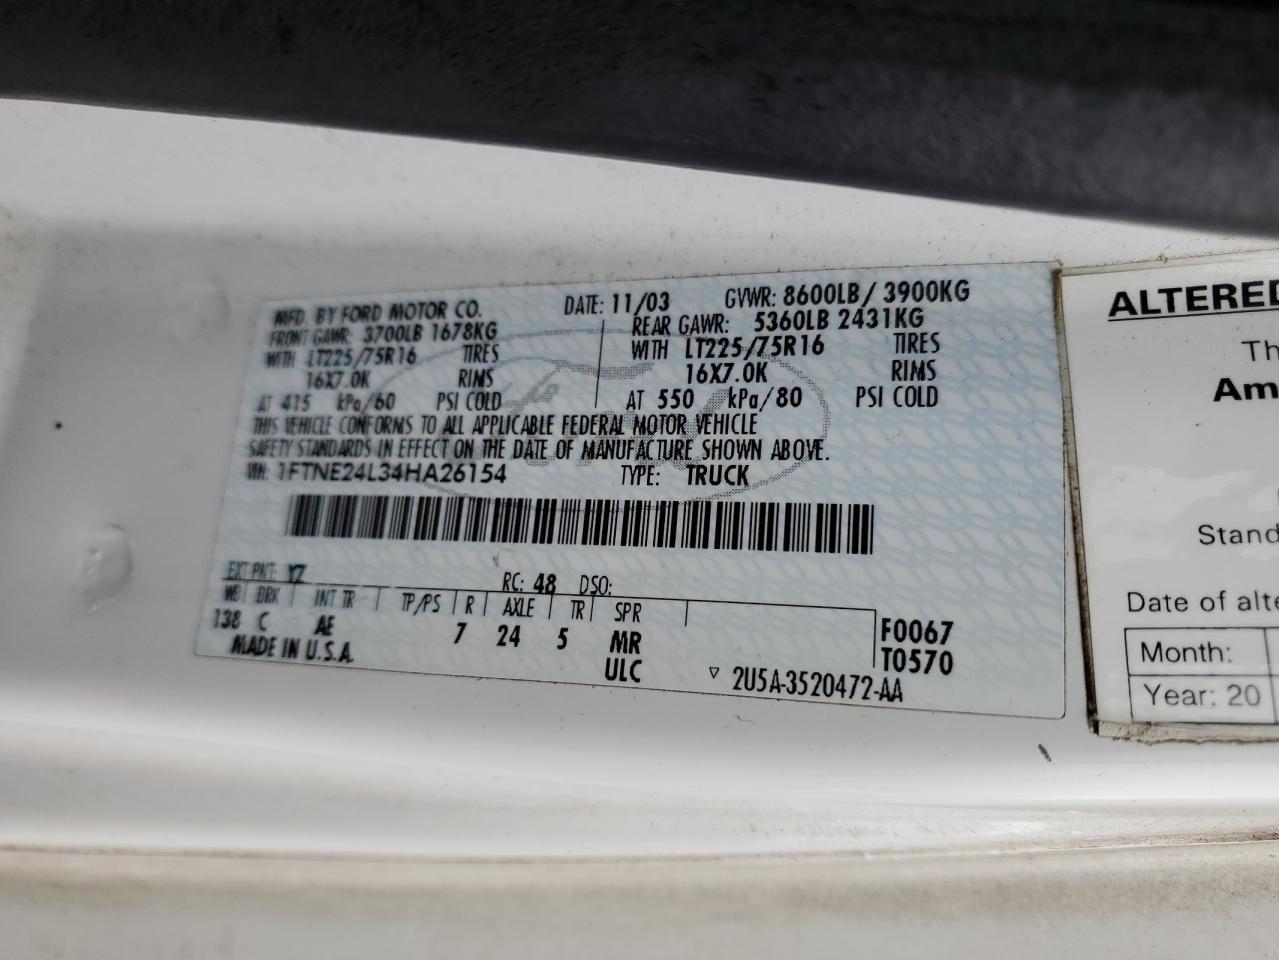 MFD. BY FORD MOTOR CO. DATE: 11/03 GVWR: 8600LB/ 3900KG
FRONT GAWR: 3700LB 1678KG REAR GAWR: 5360LB 2431KG
WITH LT225/75R16 TIRES WITH LT225/75R16 TIRES
16X7.0K RIMS 16X7.0K RIMS
AT 415 kPa/60 PSI COLD AT 550 kPa/80 PSI COLD
THIS VEHICLE CONFORMS TO ALL APPLICABLE FEDERAL MOTOR VEHICLE
SAFETY STANDARDS IN EFFECT ON THE DATE OF MANUFACTURE SHOWN ABOVE.
VIN: 1FTNE24L34HA26154 TYPE: TRUCK
EXT PNT: YZ RC: 48 DSO:
WB BRK INT TR TP/PS R AXLE TR SPR
138 C AE 7 24 5 MR F0067
MADE IN U.S.A. ULC T0570
▽ 2U5A-3520472-AA
ALTERED
Th
Am
Stand
Date of alte
Month:
Year: 20